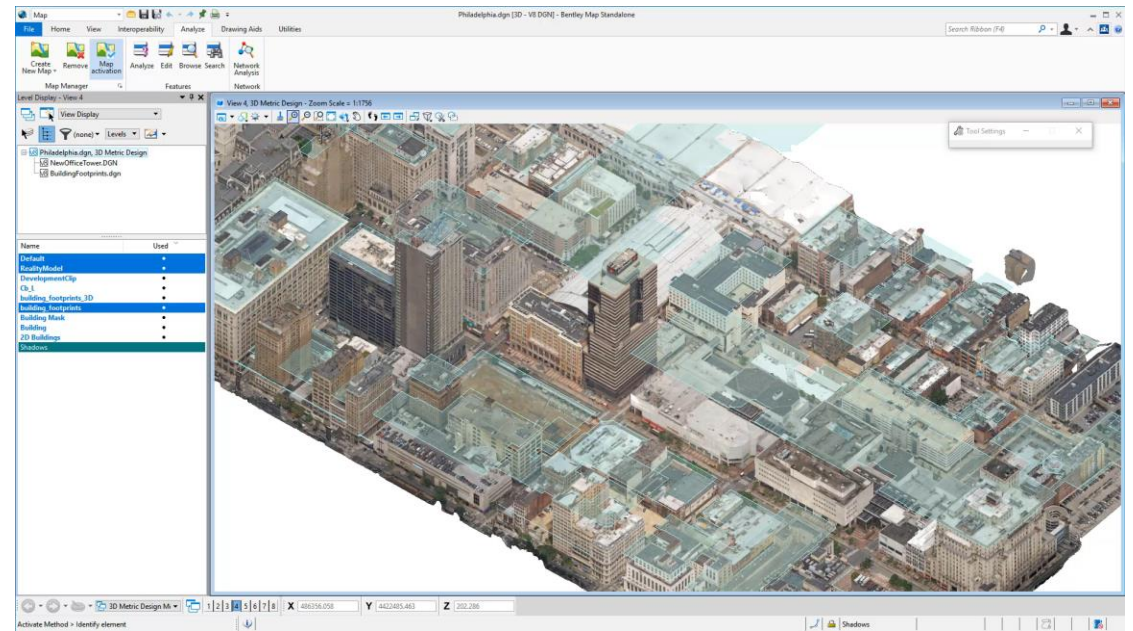 Map
Philadelphia.dgn [3D - V8 DGN] - Bentley Map Standalone
File Home View Interoperability Analyze Drawing Aids Utilities
Search Ribbon (F4)
Create New Map
Remove
Map activation
Analyze
Edit
Browse
Search
Network Analysis
Map Manager
Features
Network
Level Display - View 4
View Display
(none)
Levels
Philadelphia.dgn, 3D Metric Design
NewOfficeTower.DGN
BuildingFootprints.dgn
Name Used
Default
RealityModel
DevelopmentClip
Cb_L
building_footprints_3D
building_footprints
Building Mask
Building
2D Buildings
Shadows
View 4, 3D Metric Design - Zoom Scale = 1:1756
Tool Settings
3D Metric Design M
1 2 3 4 5 6 7 8
X 486356.058
Y 4422485.463
Z 202.286
Activate Method > Identify element
Shadows